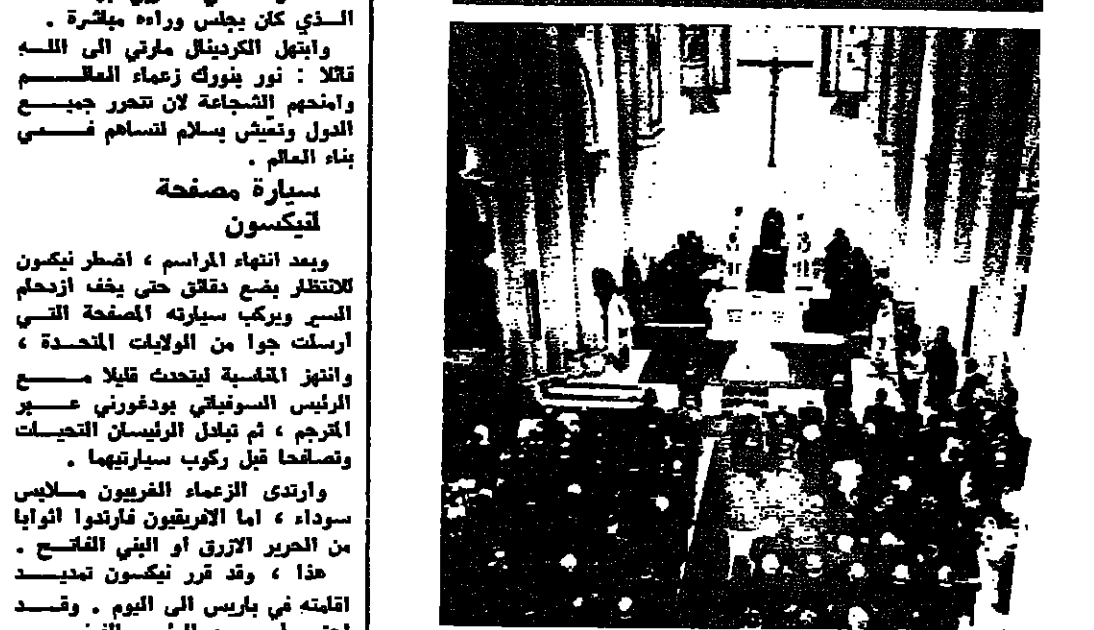 الذي كان يجلس وراءه مباشرة .
وابتهل الكردينال مارتي الى الله
قائلا : نور بنورك زعماء العالم
وامنحهم الشجاعة لان تتحرر جميع
الدول وتعيش بسلام لتساهم في
بناء العالم .
سيارة مصفحة
لنيكسون
وبعد انتهاء المراسم ، اضطر نيكسون
للانتظار بضع دقائق حتى يخف ازدحام
السير ويركب سيارته المصفحة التي
أرسلت جوا من الولايات المتحدة ،
وانتهز المناسبة ليتحدث قليلا مع
الرئيس السوفياتي بودغورني عبر
المترجم ، ثم تبادل الرئيسان التحيات
وتصافحا قبل ركوب سيارتيهما .
وارتدى الزعماء الغربيون ملابس
سوداء ، اما الافريقيون فارتدوا اثوابا
من الحرير الازرق أو البني الفاتح .
هذا ، وقد قرر نيكسون تمديد
اقامته في باريس الى اليوم . وقد